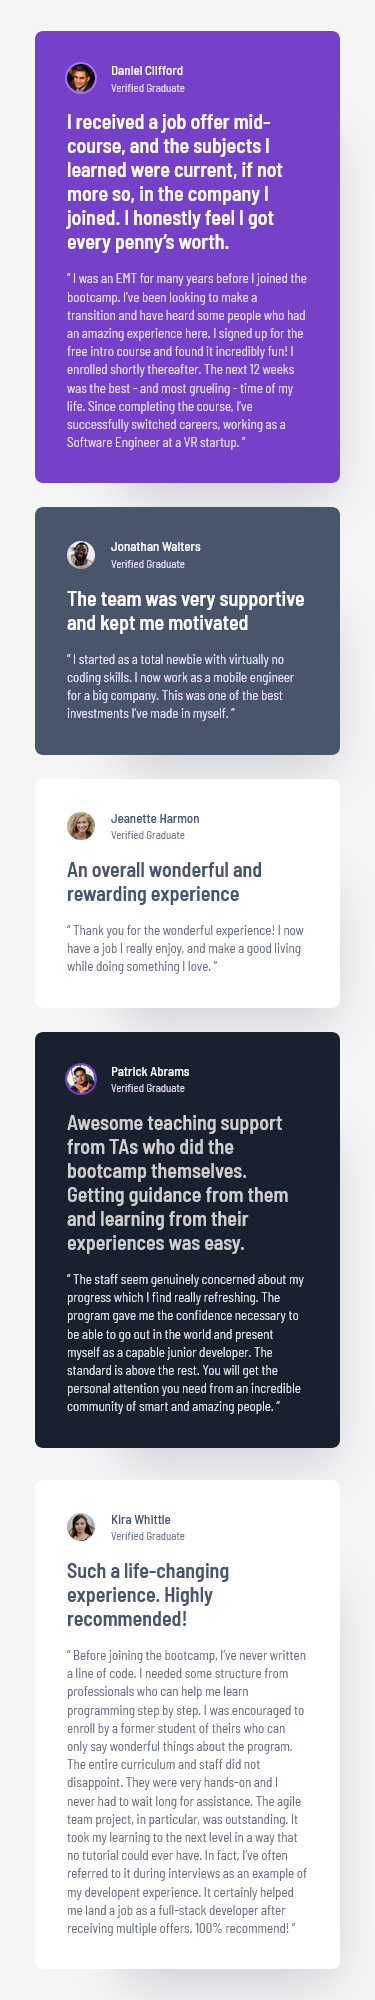 Daniel Clifford
Verified Graduate
I received a job offer mid-
course, and the subjects I
learned were current, if not
more so, in the company I
joined. I honestly feel I got
every penny’s worth.
“ I was an EMT for many years before I joined the
bootcamp. I’ve been looking to make a
transition and have heard some people who had
an amazing experience here. I signed up for the
free intro course and found it incredibly fun! I
enrolled shortly thereafter. The next 12 weeks
was the best - and most grueling - time of my
life. Since completing the course, I’ve
successfully switched careers, working as a
Software Engineer at a VR startup. ”
Jonathan Walters
Verified Graduate
The team was very supportive
and kept me motivated
“ I started as a total newbie with virtually no
coding skills. I now work as a mobile engineer
for a big company. This was one of the best
investments I’ve made in myself. ”
Jeanette Harmon
Verified Graduate
An overall wonderful and
rewarding experience
“ Thank you for the wonderful experience! I now
have a job I really enjoy, and make a good living
while doing something I love. ”
Patrick Abrams
Verified Graduate
Awesome teaching support
from TAs who did the
bootcamp themselves.
Getting guidance from them
and learning from their
experiences was easy.
“ The staff seem genuinely concerned about my
progress which I find really refreshing. The
program gave me the confidence necessary to
be able to go out in the world and present
myself as a capable junior developer. The
standard is above the rest. You will get the
personal attention you need from an incredible
community of smart and amazing people. ”
Kira Whittle
Verified Graduate
Such a life-changing
experience. Highly
recommended!
“ Before joining the bootcamp, I’ve never written
a line of code. I needed some structure from
professionals who can help me learn
programming step by step. I was encouraged to
enroll by a former student of theirs who can
only say wonderful things about the program.
The entire curriculum and staff did not
disappoint. They were very hands-on and I
never had to wait long for assistance. The agile
team project, in particular, was outstanding. It
took my learning to the next level in a way that
no tutorial could ever have. In fact, I’ve often
referred to it during interviews as an example of
my developent experience. It certainly helped
me land a job as a full-stack developer after
receiving multiple offers. 100% recommend! ”